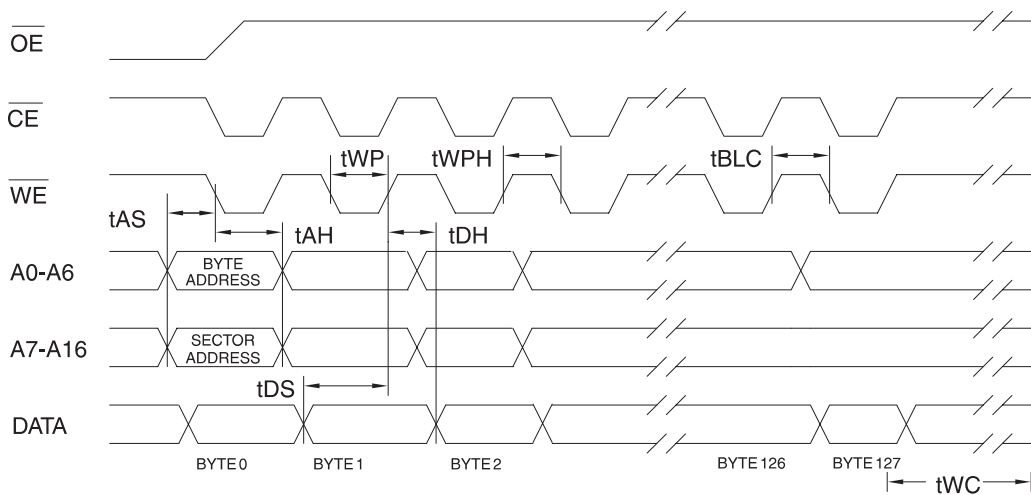 OE
CE
tWP
tWPH
tBLC
WE
tAS
tAH
tDH
A0-A6
BYTE
ADDRESS
A7-A16
SECTOR
ADDRESS
tDS
DATA
BYTE 0
BYTE 1
BYTE 2
BYTE 126
BYTE 127
tWC